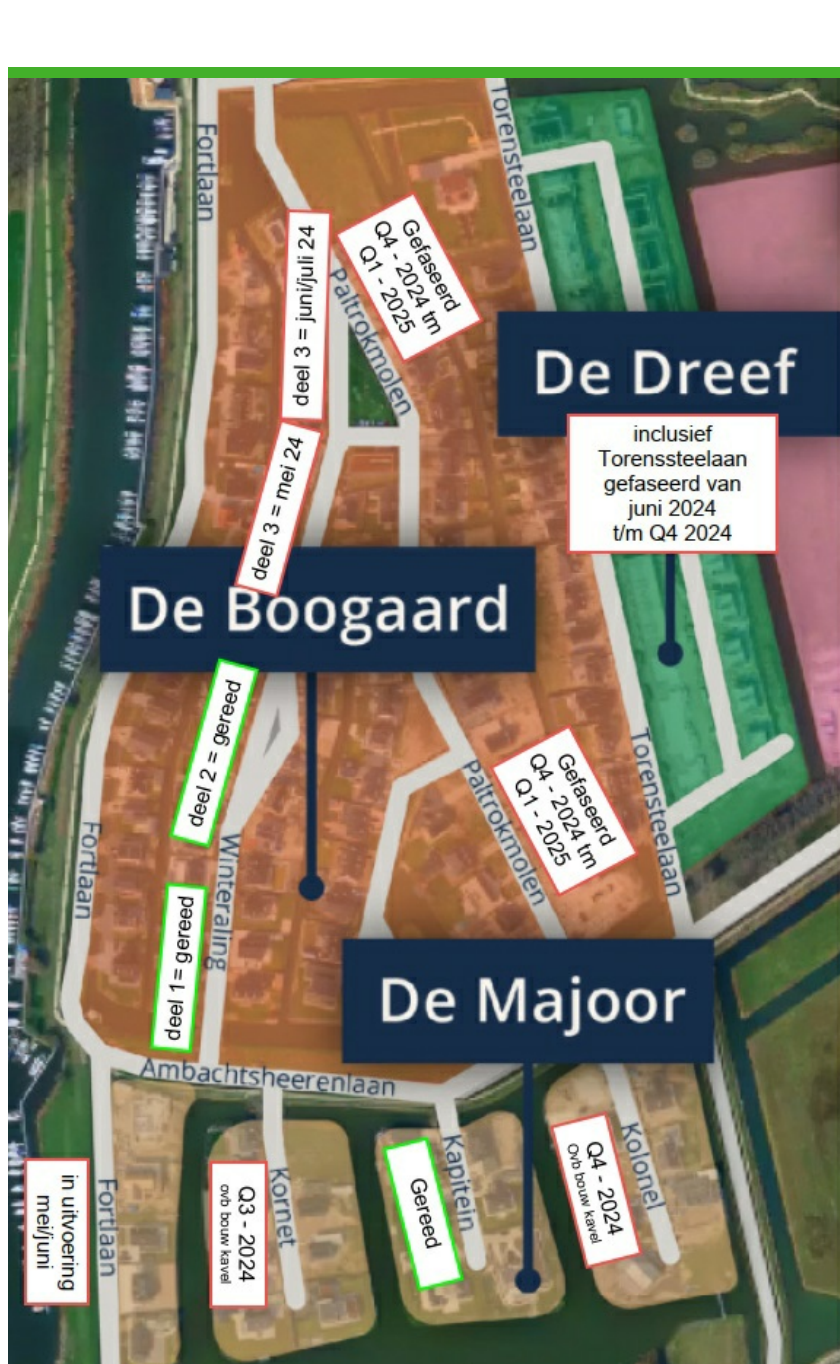 Fortlaan
Torensteelaan
deel 3 = juni/juli 24
Paltrokmolen
Gefaseerd
Q4 - 2024 tm
Q1 - 2025
De Dreef
inclusief
Torenssteelaan
gefaseerd van
juni 2024
t/m Q4 2024
deel 3 = mei 24
De Boogaard
deel 2 = gereed
Winteraling
Fortlaan
deel 1= gereed
Paltrokmolen
Gefaseerd
Q4 - 2024 tm
Q1 - 2025
Torensteelaan
De Majoor
Ambachtsheerenlaan
in uitvoering
mei/juni
Fortlaan
Q3 - 2024
ovb bouw kavel
Kornet
Gereed
Kapitein
Q4 - 2024
Ovb bouw kavel
Kolonel